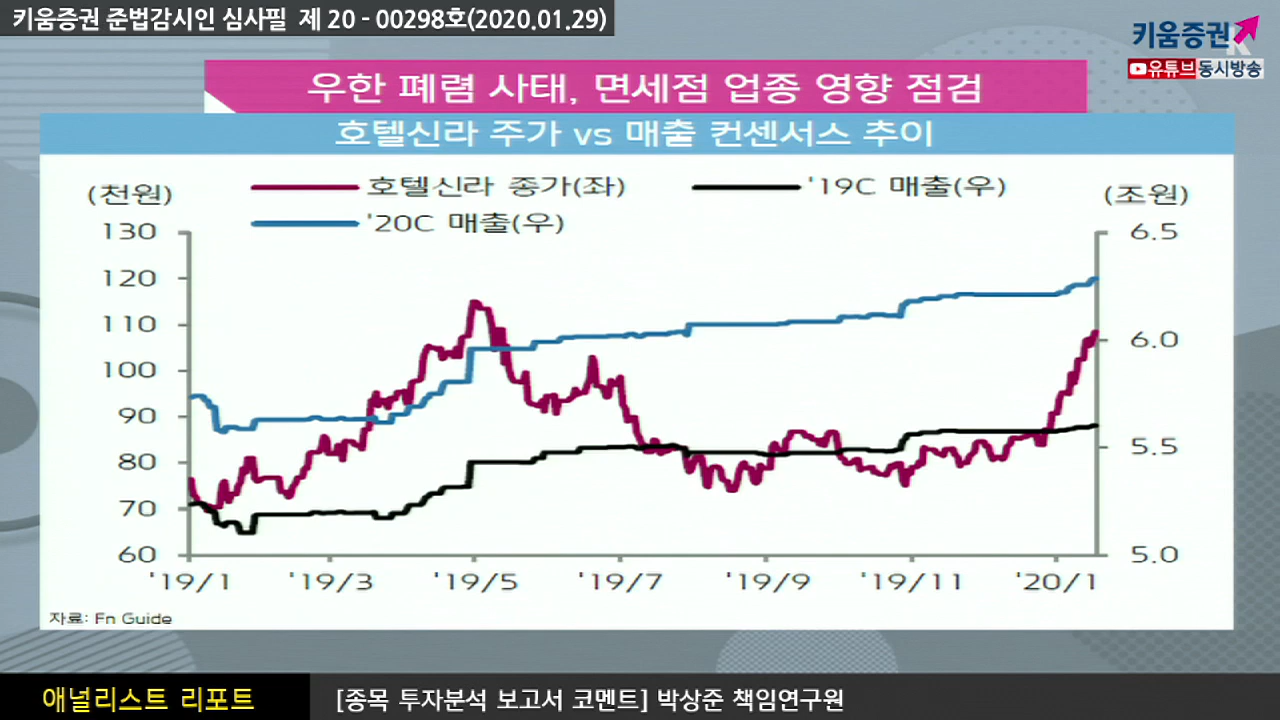 키움증권 준법감시인 심사필 제 20 - 00298호(2020.01.29)
키움증권
유튜브 동시방송
우한 폐렴 사태, 면세점 업종 영향 점검
호텔신라 주가 vs 매출 컨센서스 추이
(천원) 호텔신라 종가(좌) '19C 매출(우) (조원)
'20C 매출(우)
130 6.5
120
110
100 6.0
90
80 5.5
70
60 5.0
'19/1 '19/3 '19/5 '19/7 '19/9 '19/11 '20/1
자료: Fn Guide
애널리스트 리포트 [종목 투자분석 보고서 코멘트] 박상준 책임연구원